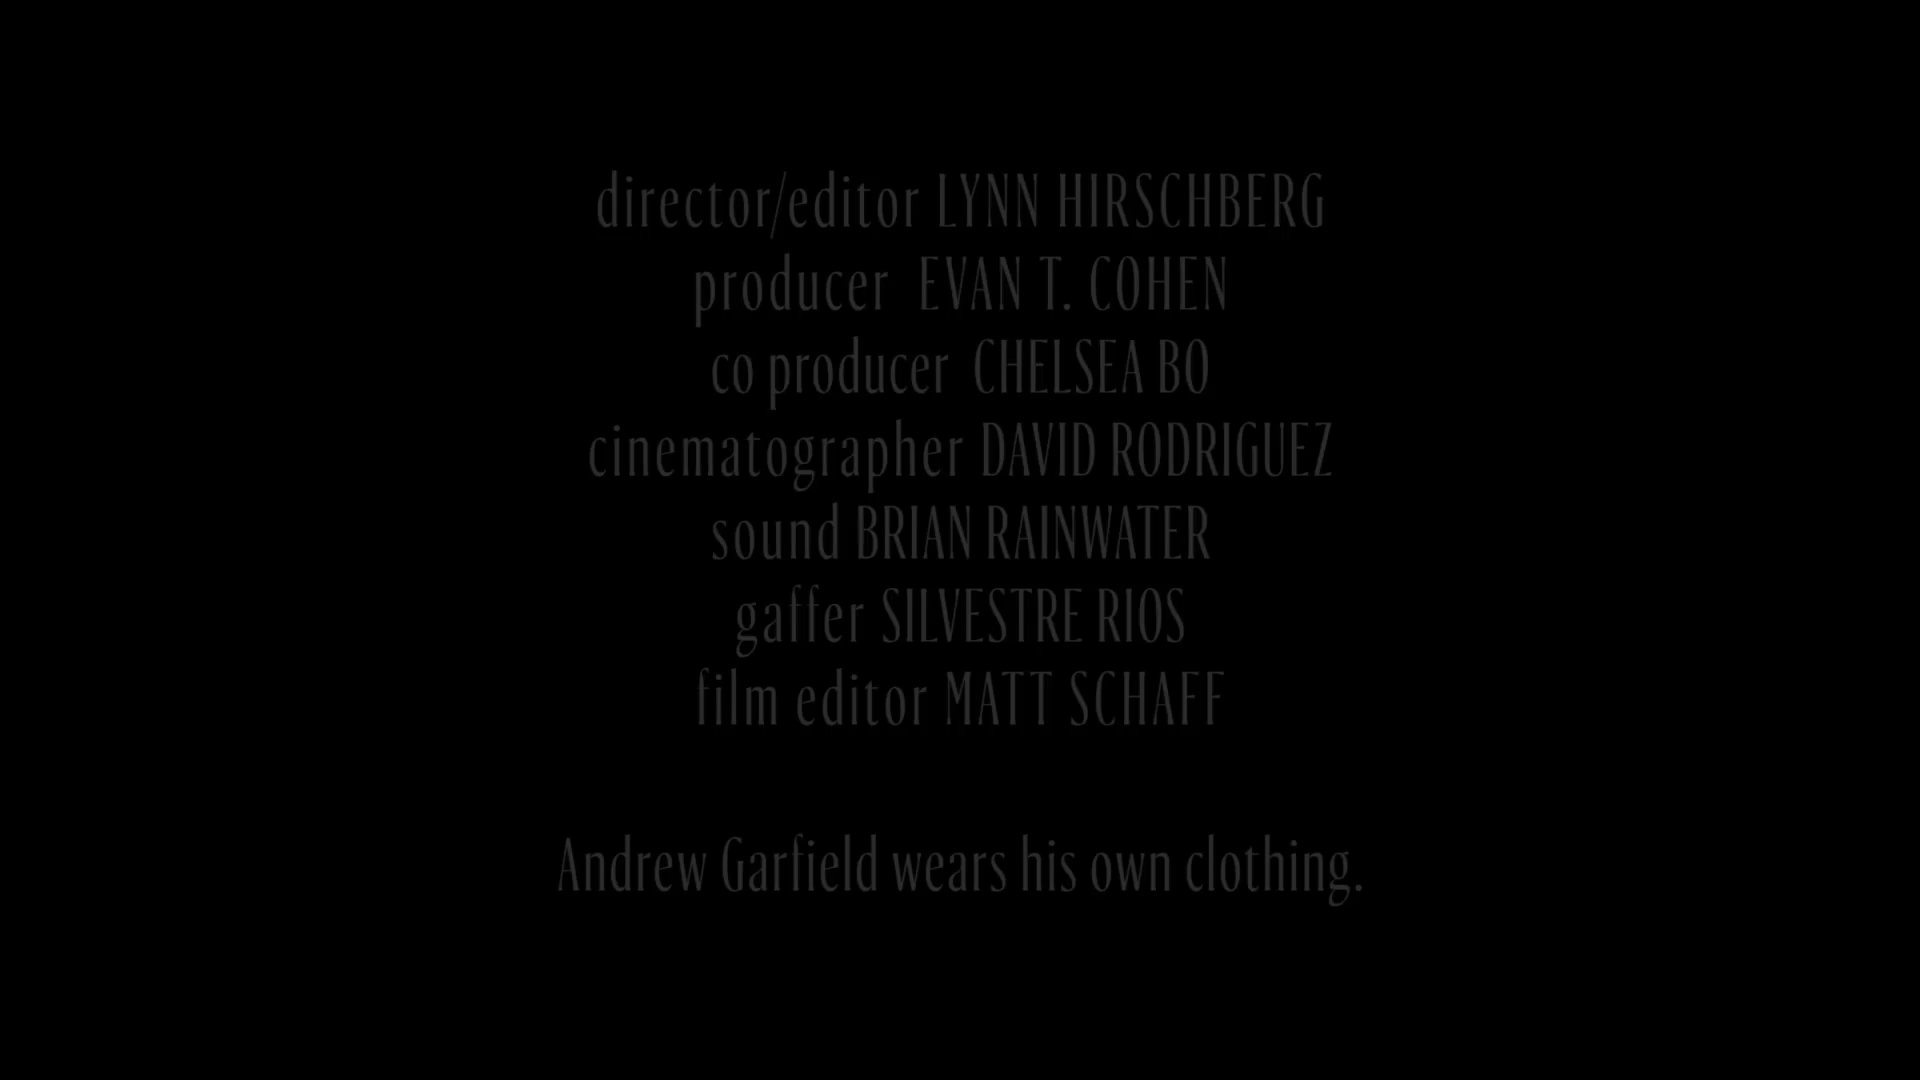 director/editor LYNN HIRSCHBERG
producer EVAN T. COHEN
co producer CHELSEA BO
cinematographer DAVID RODRIGUEZ
sound BRIAN RAINWATER
gaffer SILVESTRE RIOS
film editor MATT SCHAFF
Andrew Garfield wears his own clothing.